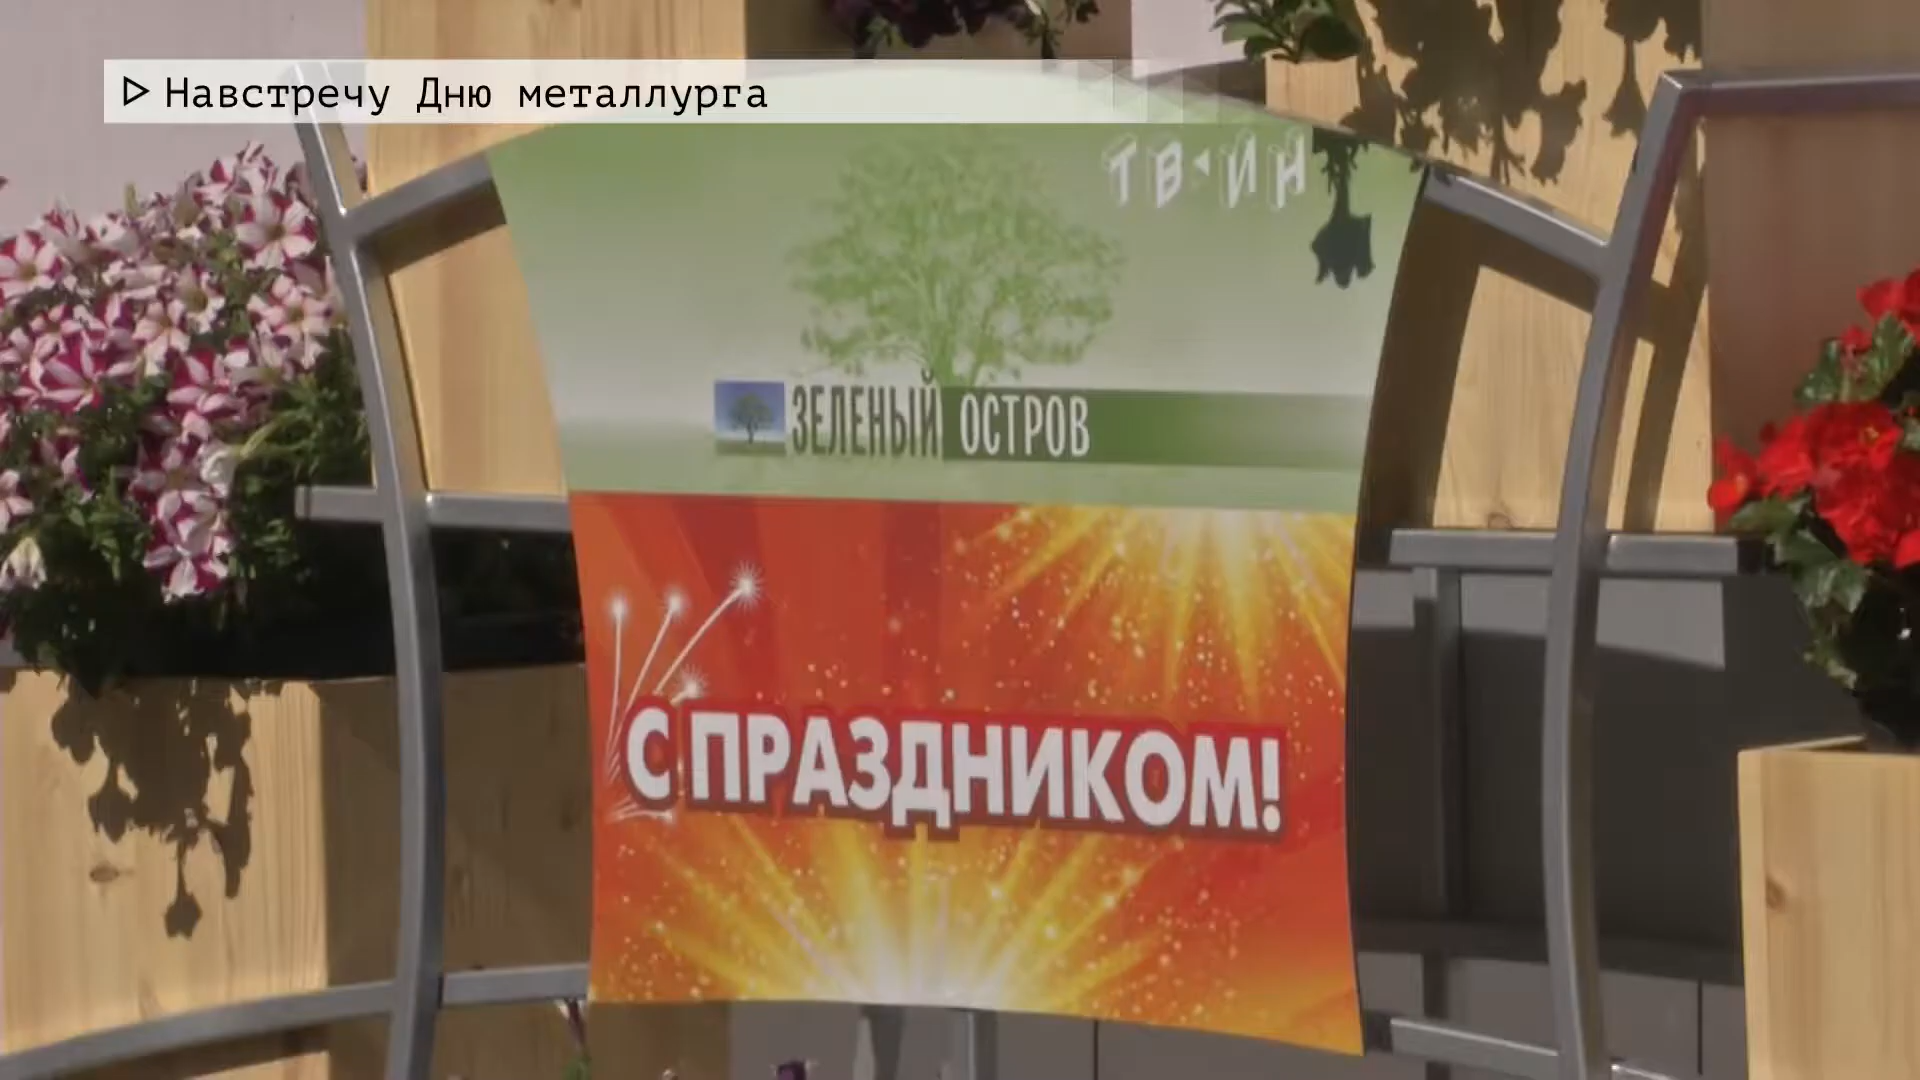 Навстречу Дню металлурга
ТВ-ИН
ЗЕЛЕНЫЙ ОСТРОВ
С ПРАЗДНИКОМ!